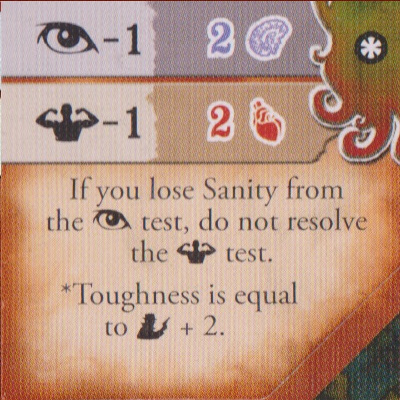 -1 2
-1 2
If you lose Sanity from
the test, do not resolve
the test.
*Toughness is equal
to + 2.